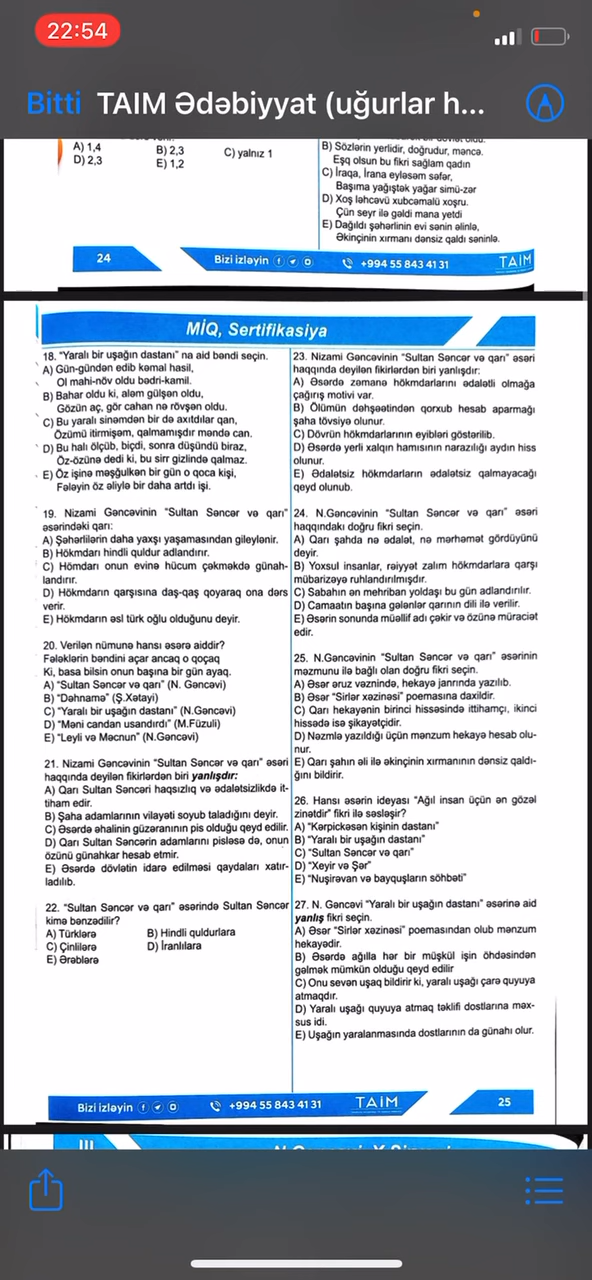 22:54
Bitti TAIM Ədəbiyyat (uğurlar h...
A) 1,4 B) 2,3 C) yalnız 1
D) 2,3 E) 1,2
B) Sözlərin yerlidir, doğrudur, məncə.
Eşq olsun bu fikri sağlam qadın
C) İraqa, İrana eyləsəm səfər,
Başıma yağıştək yağar simü-zər
D) Xoş ləhcəvü xubcəmalü xoşru.
Çün seyr ilə gəldi mana yetdi
E) Dağıldı şəhərlinin evi sənin əlinlə,
Əkinçinin xırmanı dənsiz qaldı səninlə.
24 Bizi izləyin +994 55 843 41 31 TAIM
MİQ, Sertifikasiya
18. "Yaralı bir uşağın dastanı" na aid bəndi seçin.
A) Gün-gündən edib kəmal hasil,
Ol mahi-növ oldu bədri-kamil.
B) Bahar oldu ki, aləm gülşən oldu,
Gözün aç, gör cahan nə rövşən oldu.
C) Bu yaralı sinəmdən bir də axıtdılar qan,
Özümü itirmişəm, qalmamışdır məndə can.
D) Bu halı ölçüb, biçdi, sonra düşündü biraz,
Öz-özünə dedi ki, bu sirr gizlində qalmaz.
E) Öz işinə məşğulkən bir gün o qoca kişi,
Fələyin öz əliylə bir daha artdı işi.
19. Nizami Gəncəvinin "Sultan Səncər və qarı"
əsərindəki qarı:
A) Şəhərlilərin daha yaxşı yaşamasından gileylənir.
B) Hökmdarı hindli quldur adlandırır.
C) Hömdarı onun evinə hücum çəkməkdə günah-
landırır.
D) Hökmdarın qarşısına daş-qaş qoyaraq ona dərs
verir.
E) Hökmdarın əsl türk oğlu olduğunu deyir.
20. Verilən nümunə hansı əsərə aiddir?
Fələklərin bəndini açar ancaq o qoçaq
Ki, basa bilsin onun başına bir gün ayaq.
A) "Sultan Səncər və qarı" (N. Gəncəvi)
B) "Dəhnamə" (Ş.Xətayi)
C) "Yaralı bir uşağın dastanı" (N.Gəncəvi)
D) "Məni candan usandırdı" (M.Füzuli)
E) "Leyli və Məcnun" (N.Gəncəvi)
21. Nizami Gəncəvinin "Sultan Səncər və qarı" əsəri
haqqında deyilən fikirlərdən biri yanlışdır:
A) Qarı Sultan Səncəri haqsızlıq və ədalətsizlikdə it-
tiham edir.
B) Şaha adamlarının vilayəti soyub taladığını deyir.
C) Əsərdə əhalinin güzəranının pis olduğu qeyd edilir.
D) Qarı Sultan Səncərin adamlarını pisləsə də, onun
özünü günahkar hesab etmir.
E) Əsərdə dövlətin idarə edilməsi qaydaları xatır-
ladılıb.
22. "Sultan Səncər və qarı" əsərində Sultan Səncər
kimə bənzədilir?
A) Türklərə B) Hindli quldurlara
C) Çinlilərə D) İranlılara
E) Ərəblərə
23. Nizami Gəncəvinin "Sultan Səncər və qarı" əsəri
haqqında deyilən fikirlərdən biri yanlışdır:
A) Əsərdə zəmanə hökmdarlarını ədalətli olmağa
çağırış motivi var.
B) Ölümün dəhşətindən qorxub hesab aparmağı
şaha tövsiyə olunur.
C) Dövrün hökmdarlarının eyibləri göstərilib.
D) Əsərdə yerli xalqın hamısının narazılığı aydın hiss
olunur.
E) Ədalətsiz hökmdarların ədalətsiz qalmayacağı
qeyd olunub.
24. N.Gəncəvinin "Sultan Səncər və qarı" əsəri
haqqındakı doğru fikri seçin.
A) Qarı şahda nə ədalət, nə mərhəmət gördüyünü
deyir.
B) Yoxsul insanlar, rəiyyət zalım hökmdarlara qarşı
mübarizəyə ruhlandırılmışdır.
C) Sabahın ən mehriban yoldaşı bu gün adlandırılır.
D) Camaatın başına gələnlər qarının dili ilə verilir.
E) Əsərin sonunda müəllif adı çəkir və özünə müraciət
edir.
25. N.Gəncəvinin "Sultan Səncər və qarı" əsərinin
məzmunu ilə bağlı olan doğru fikri seçin.
A) Əsər əruz vəznində, hekayə janrında yazılıb.
B) Əsər "Sirlər xəzinəsi" poemasına daxildir.
C) Qarı hekayənin birinci hissəsində ittihamçı, ikinci
hissədə isə şikayətçidir.
D) Nəzmlə yazıldığı üçün mənzum hekayə hesab olu-
nur.
E) Qarı şahın əli ilə əkinçinin xırmanının dənsiz qaldı-
ğını bildirir.
26. Hansı əsərin ideyası "Ağıl insan üçün ən gözəl
zinətdir" fikri ilə səsləşir?
A) "Kərpickəsən kişinin dastanı"
B) "Yaralı bir uşağın dastanı"
C) "Sultan Səncər və qarı"
D) "Xeyir və Şər"
E) "Nuşirəvan və bayquşların söhbəti"
27. N. Gəncəvi "Yaralı bir uşağın dastanı" əsərinə aid
yanlış fikri seçin.
A) Əsər "Sirlər xəzinəsi" poemasından olub mənzum
hekayədir.
B) Əsərdə ağılla hər bir müşkül işin öhdəsindən
gəlmək mümkün olduğu qeyd edilir
C) Onu sevən uşaq bildirir ki, yaralı uşağı çarə quyuya
atmaqdır.
D) Yaralı uşağı quyuya atmaq təklifi dostlarına məx-
sus idi.
E) Uşağın yaralanmasında dostlarının da günahı olur.
Bizi izləyin +994 55 843 41 31 TAIM 25